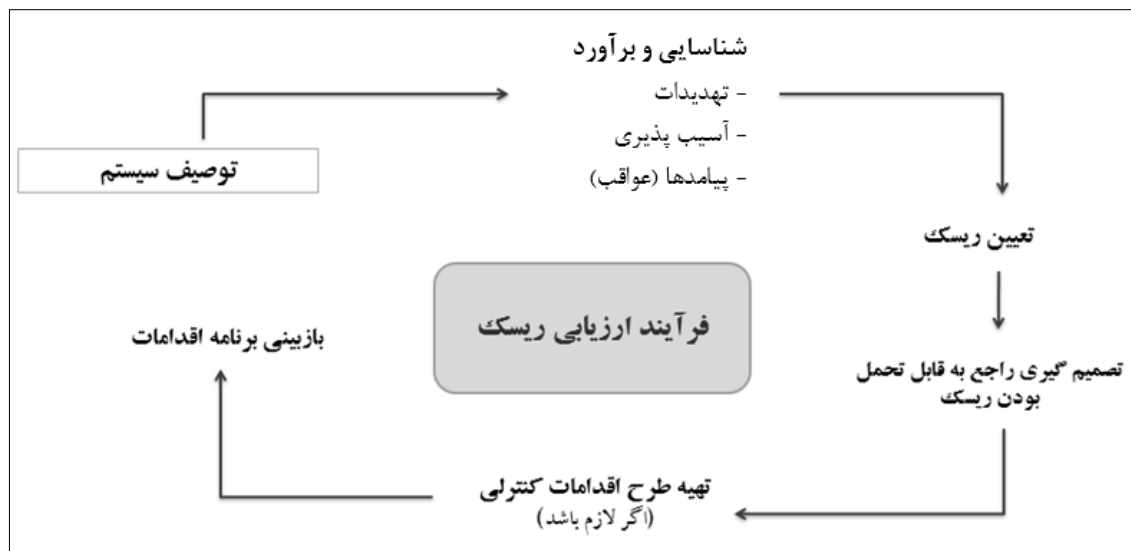 شناسایی و برآورد
- تهدیدات
- آسیب پذیری
- پیامدها (عواقب)
توصیف سیستم
تعیین ریسک
فرآیند ارزیابی ریسک
بازبینی برنامه اقدامات
تصمیم گیری راجع به قابل تحمل
بودن ریسک
تهیه طرح اقدامات کنترلی
(اگر لازم باشد)